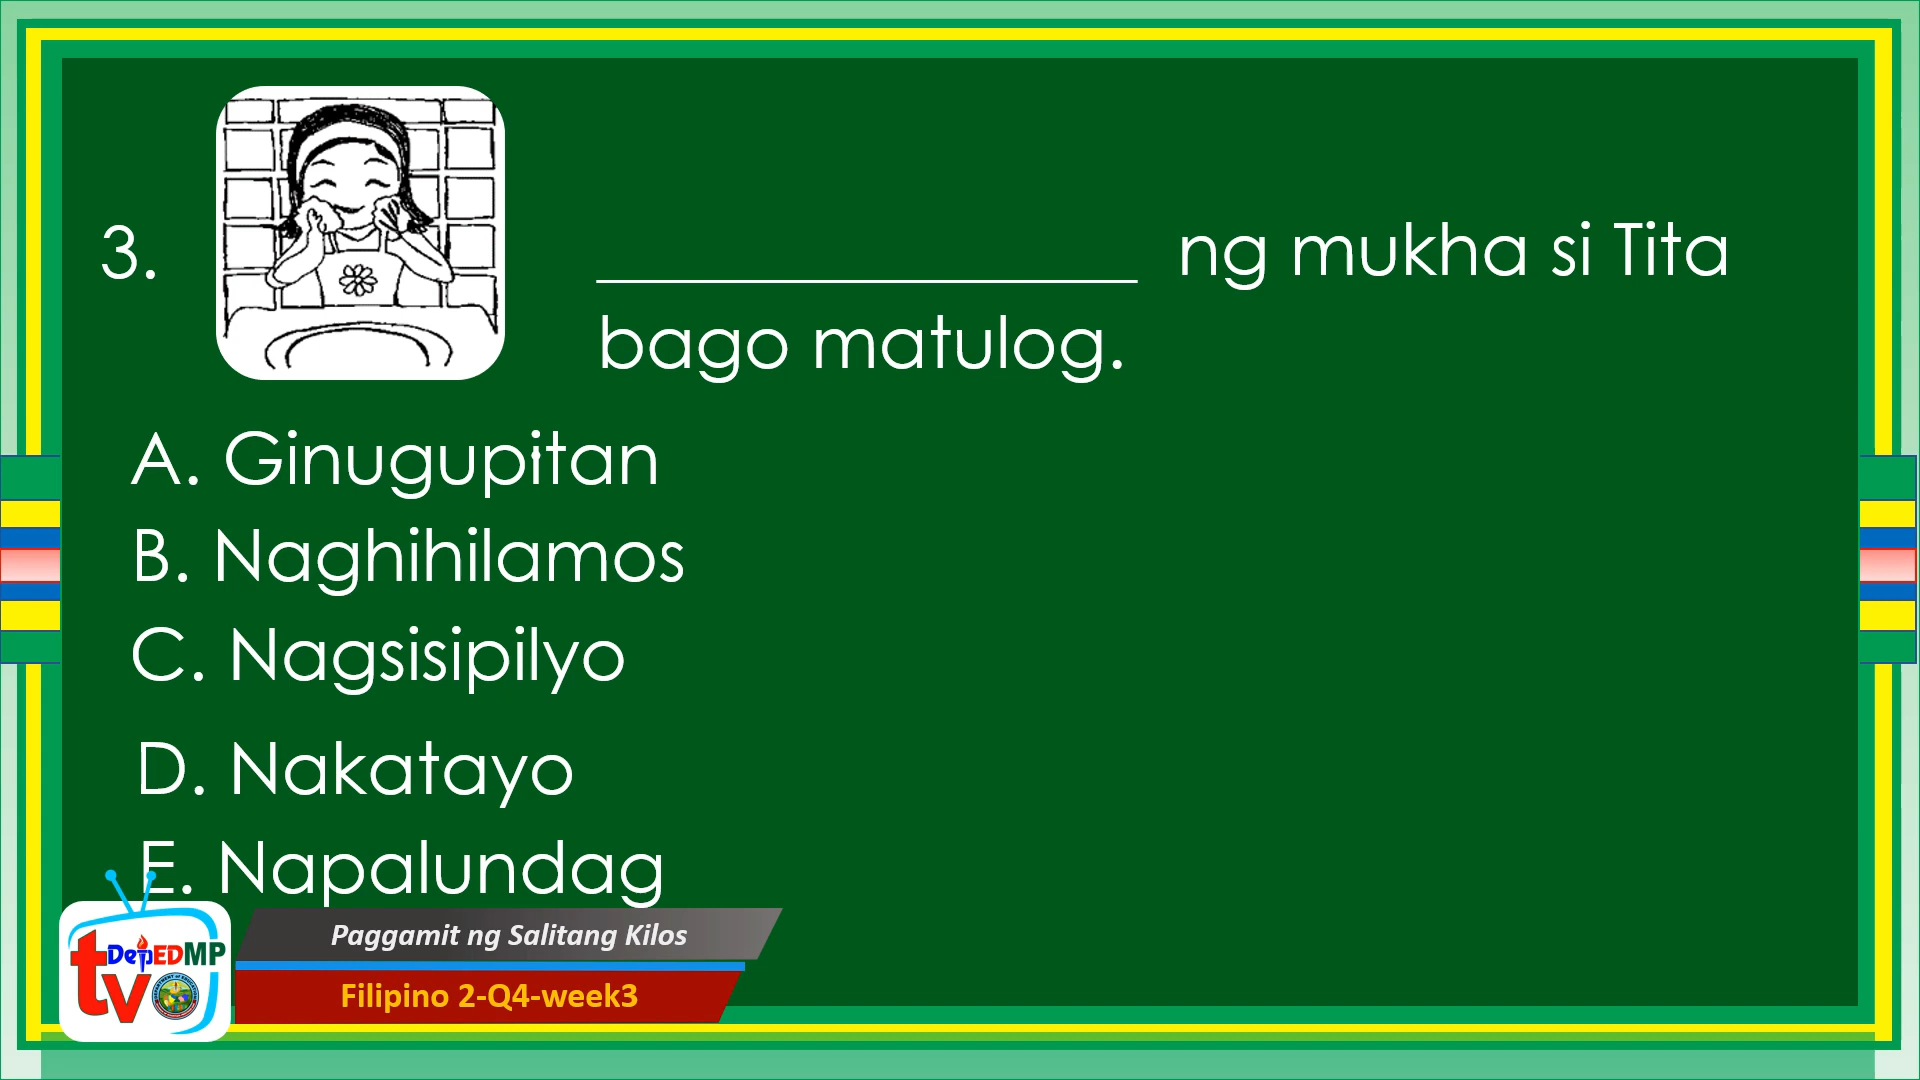 3. ____________ ng mukha si Tita
bago matulog.
A. Ginugupitan
B. Naghihilamos
C. Nagsisipilyo
D. Nakatayo
E. Napalundag
Paggamit ng Salitang Kilos
Filipino 2-Q4-week3
DepEDMP
tv